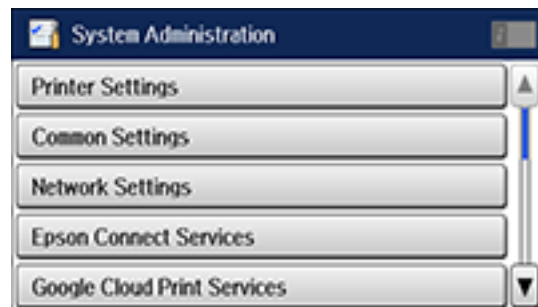 System Administration
Printer Settings
Common Settings
Network Settings
Epson Connect Services
Google Cloud Print Services